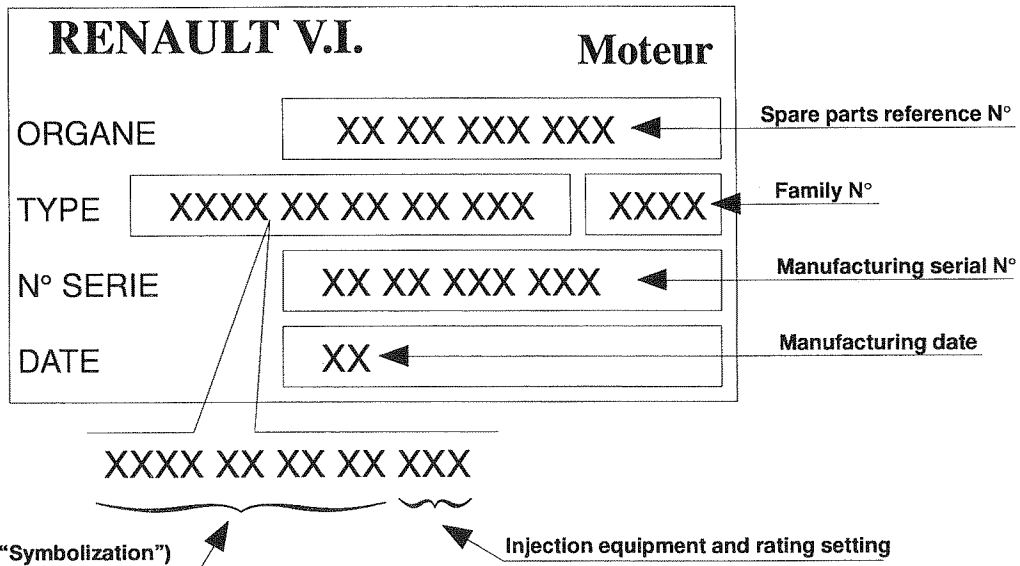 RENAULT V.I.
Moteur
ORGANE XX XX XXX XXX Spare parts reference N°
TYPE XXXX XX XX XX XXX XXXX Family N°
N° SERIE XX XX XXX XXX Manufacturing serial N°
DATE XX Manufacturing date
XXXX XX XX XX XXX
“Symbolization”) Injection equipment and rating setting